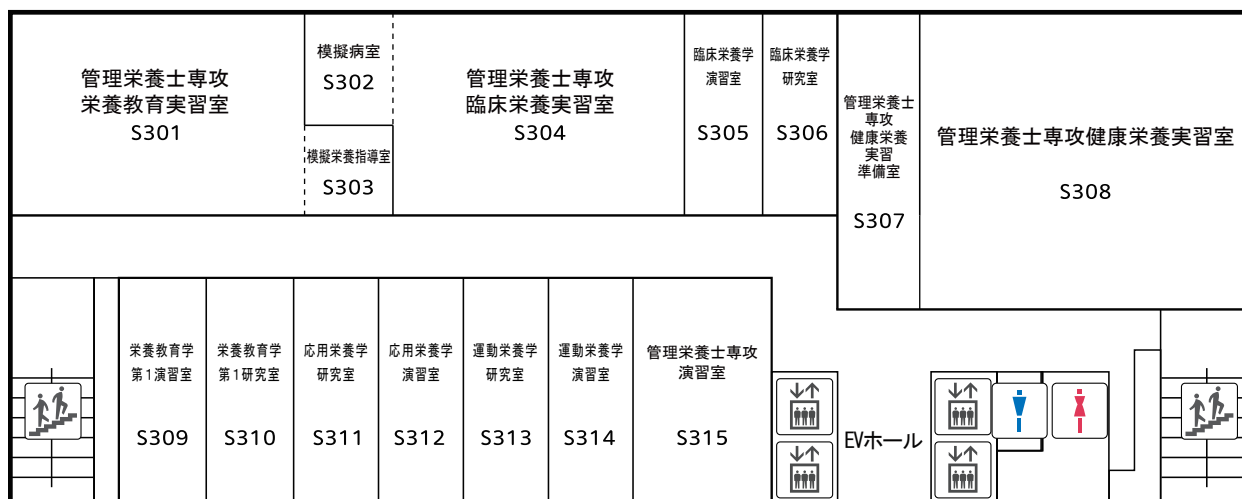 管理栄養士専攻
栄養教育実習室
S301
模擬病室
S302
模擬栄養指導室
S303
管理栄養士専攻
臨床栄養実習室
S304
臨床栄養学
演習室
S305
臨床栄養学
研究室
S306
管理栄養士
専攻
健康栄養
実習
準備室
S307
管理栄養士専攻健康栄養実習室
S308
栄養教育学
第1演習室
S309
栄養教育学
第1研究室
S310
応用栄養学
研究室
S311
応用栄養学
演習室
S312
運動栄養学
研究室
S313
運動栄養学
演習室
S314
管理栄養士専攻
演習室
S315
EVホール